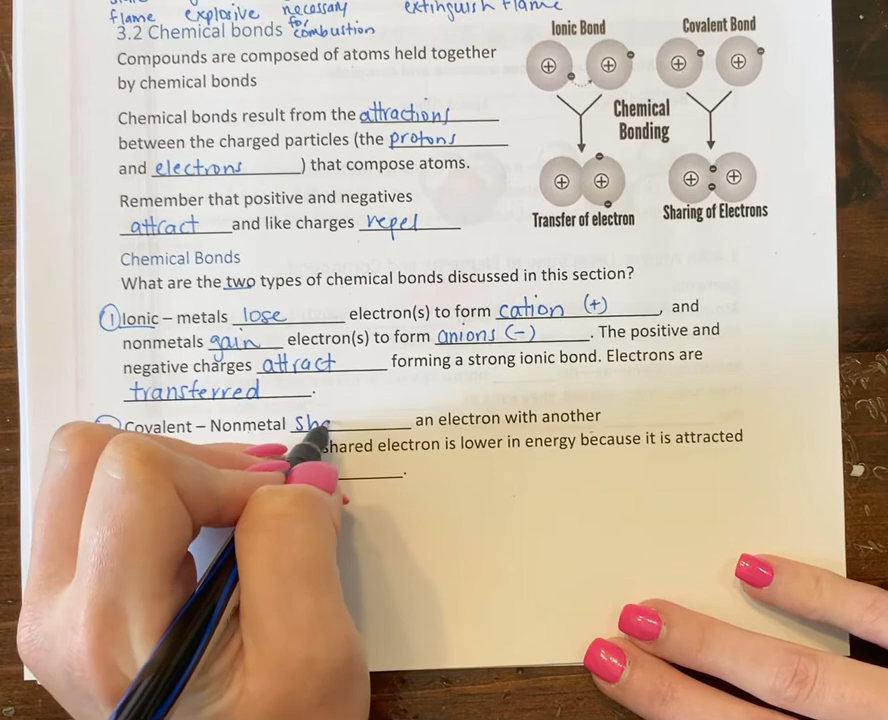 flame explosive necessary extinguish flame
for
3.2 Chemical bonds combustion
Compounds are composed of atoms held together
by chemical bonds
Chemical bonds result from the attractions
between the charged particles (the protons
and electrons) that compose atoms.
Remember that positive and negatives
attract and like charges repel
Ionic Bond
Covalent Bond
Chemical
Bonding
Transfer of electron
Sharing of Electrons
Chemical Bonds
What are the two types of chemical bonds discussed in this section?
1 Ionic – metals lose electron(s) to form cation (+), and
nonmetals gain electron(s) to form anions (-). The positive and
negative charges attract forming a strong ionic bond. Electrons are
transferred.
Covalent – Nonmetal sha an electron with another
shared electron is lower in energy because it is attracted
.